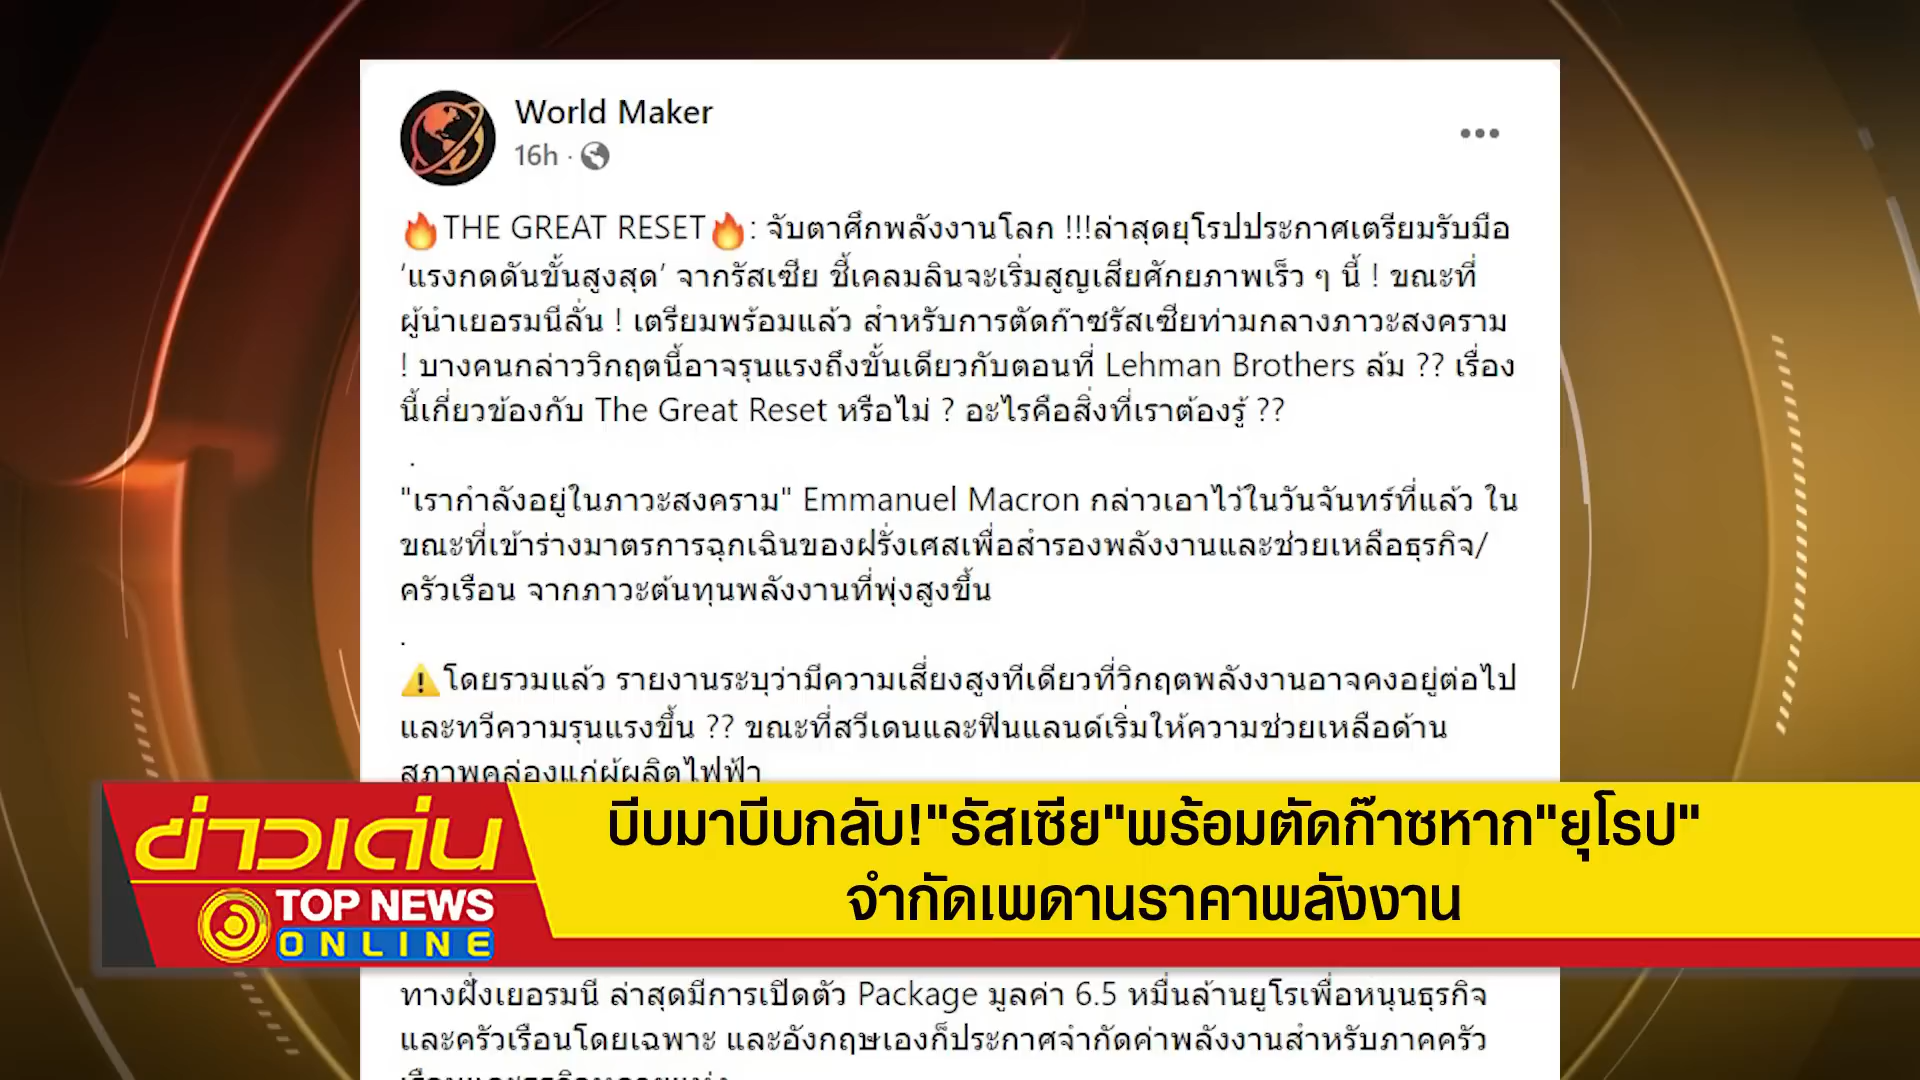 World Maker
16h ·
🔥THE GREAT RESET🔥: จับตาศึกพลังงานโลก !!!ล่าสุดยุโรปประกาศเตรียมรับมือ
'แรงกดดันขั้นสูงสุด' จากรัสเซีย ชี้เคลมลินจะเริ่มสูญเสียศักยภาพเร็ว ๆ นี้ ! ขณะที่
ผู้นำเยอรมนีลั่น ! เตรียมพร้อมแล้ว สำหรับการตัดก๊าซรัสเซียท่ามกลางภาวะสงคราม
! บางคนกล่าววิกฤตนี้อาจรุนแรงถึงขั้นเดียวกับตอนที่ Lehman Brothers ล้ม ?? เรื่อง
นี้เกี่ยวข้องกับ The Great Reset หรือไม่ ? อะไรคือสิ่งที่เราต้องรู้ ??
.
"เรากำลังอยู่ในภาวะสงคราม" Emmanuel Macron กล่าวเอาไว้ในวันจันทร์ที่แล้ว ใน
ขณะที่เข้าร่างมาตรการฉุกเฉินของฝรั่งเศสเพื่อสำรองพลังงานและช่วยเหลือธุรกิจ/
ครัวเรือน จากภาวะต้นทุนพลังงานที่พุ่งสูงขึ้น
.
⚠️โดยรวมแล้ว รายงานระบุว่ามีความเสี่ยงสูงทีเดียวที่วิกฤตพลังงานอาจคงอยู่ต่อไป
และทวีความรุนแรงขึ้น ?? ขณะที่สวีเดนและฟินแลนด์เริ่มให้ความช่วยเหลือด้าน
สภาพคล่องแก่ผู้ผลิตไฟฟ้า
ข่าวเด่น
TOP NEWS
ONLINE
บีบมาบีบกลับ!"รัสเซีย"พร้อมตัดก๊าซหาก"ยุโรป"
จำกัดเพดานราคาพลังงาน
ทางฝั่งเยอรมนี ล่าสุดมีการเปิดตัว Package มูลค่า 6.5 หมื่นล้านยูโรเพื่อหนุนธุรกิจ
และครัวเรือนโดยเฉพาะ และอังกฤษเองก็ประกาศจำกัดค่าพลังงานสำหรับภาคครัว